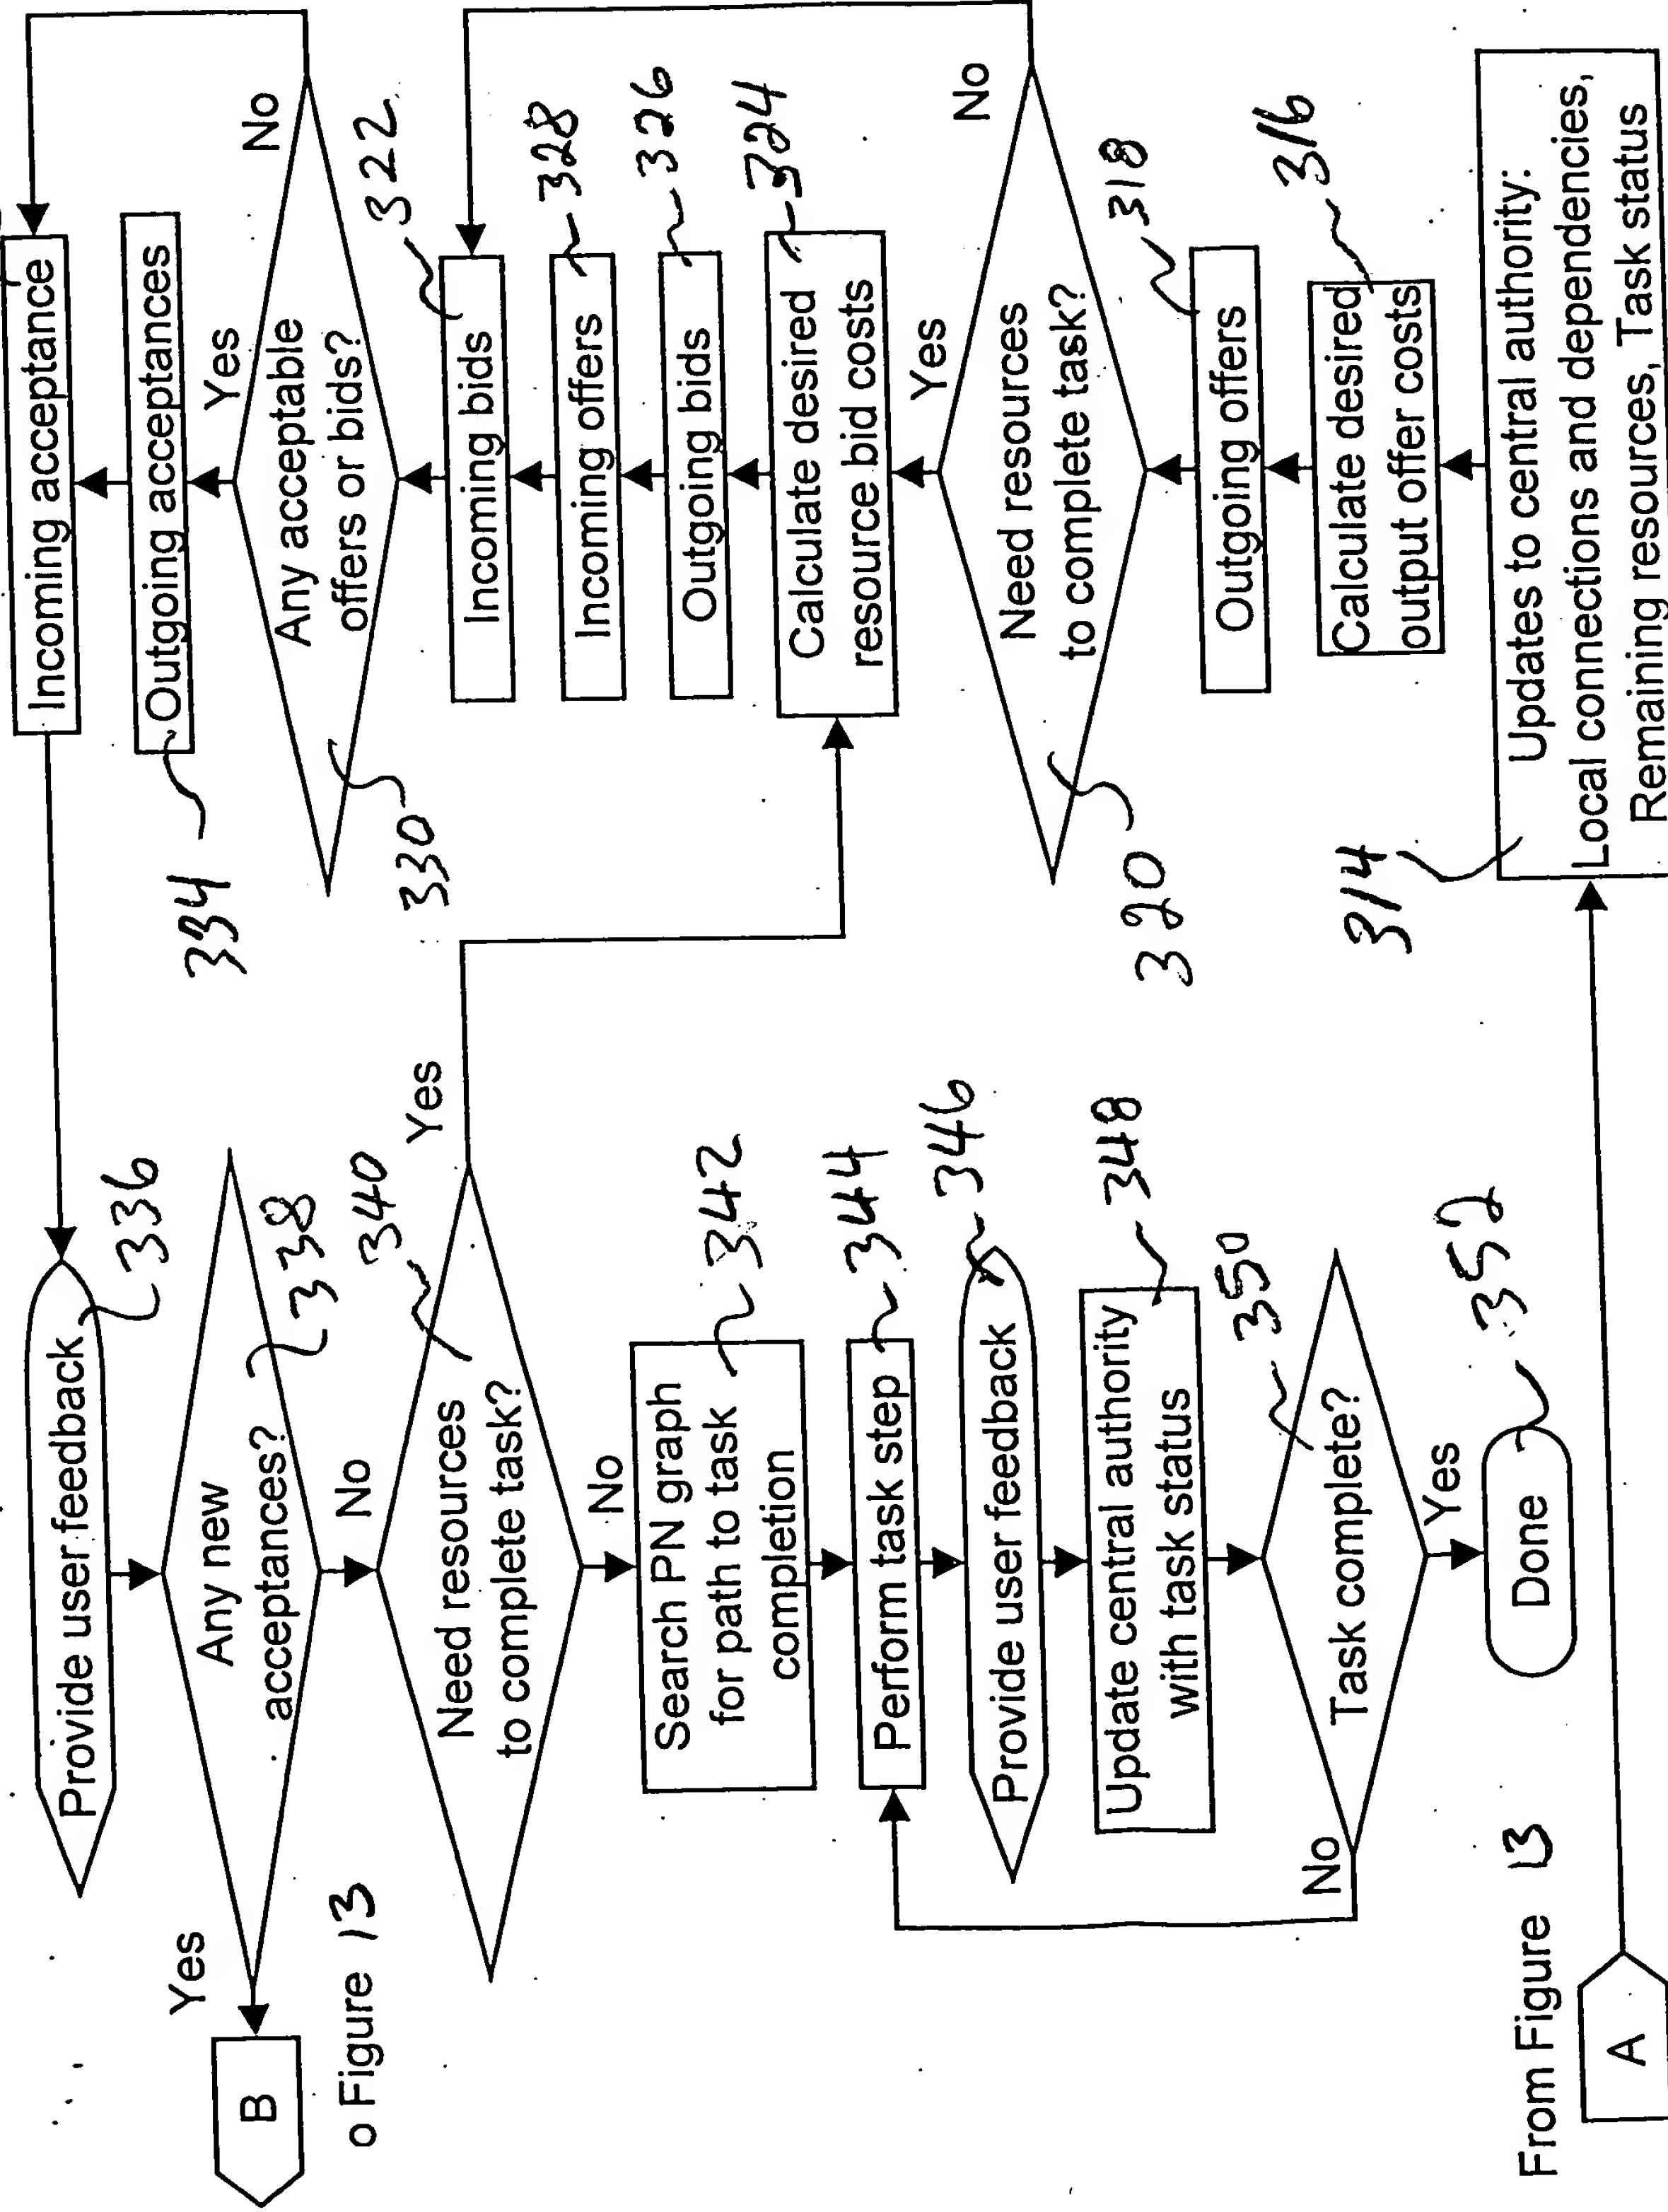 Provide user feedback
336
Any new
acceptances?
338
Yes
B
o Figure 13
No
Need resources
to complete task?
340
Yes
No
Search PN graph
for path to task
completion
342
Perform task step
344
Provide user feedback
346
Update central authority
with task status
348
Task complete?
350
No
Yes
Done
352
From Figure 13
A
Incoming acceptance
Outgoing acceptances
334
Yes
No
Any acceptable
offers or bids?
330
Incoming bids
322
Incoming offers
328
Outgoing bids
326
Calculate desired
resource bid costs
324
Yes
No
Need resources
to complete task?
320
Outgoing offers
318
Calculate desired
output offer costs
316
Updates to central authority:
Local connections and dependencies,
Remaining resources, Task status
314